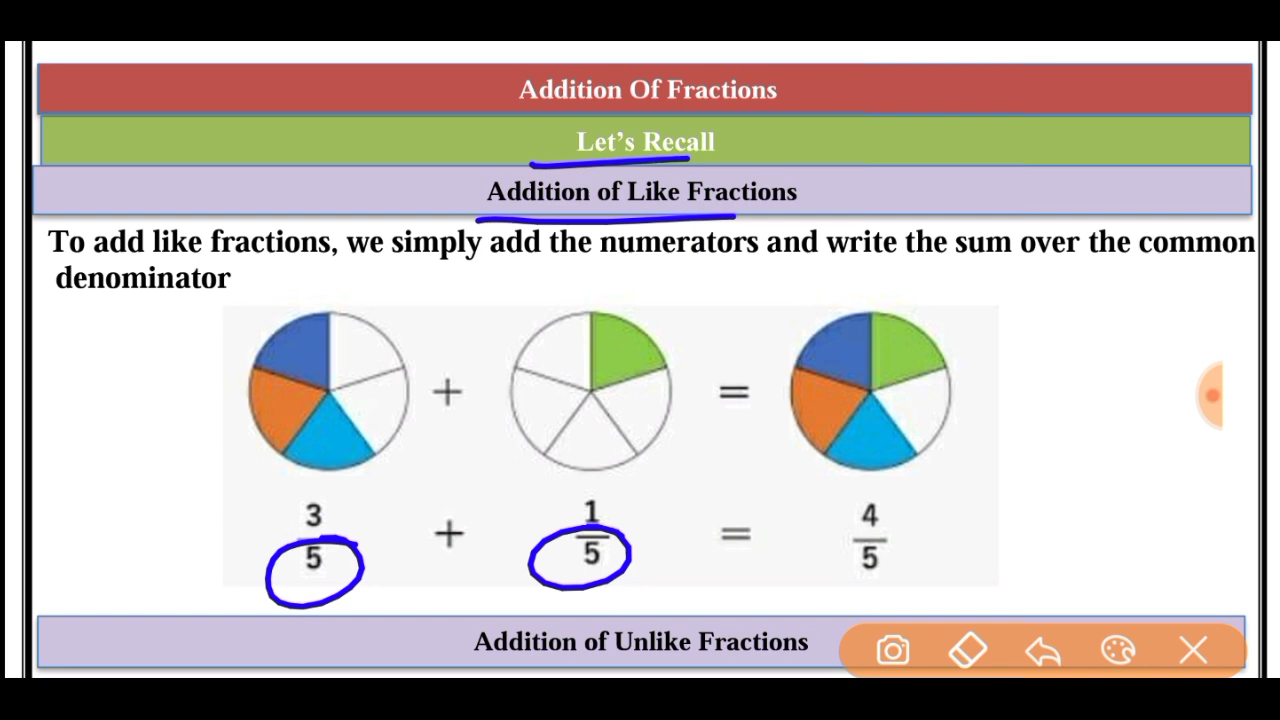 Addition Of Fractions
Let's Recall
Addition of Like Fractions
To add like fractions, we simply add the numerators and write the sum over the common
denominator
+ =
3/5 + 1/5 = 4/5
Addition of Unlike Fractions